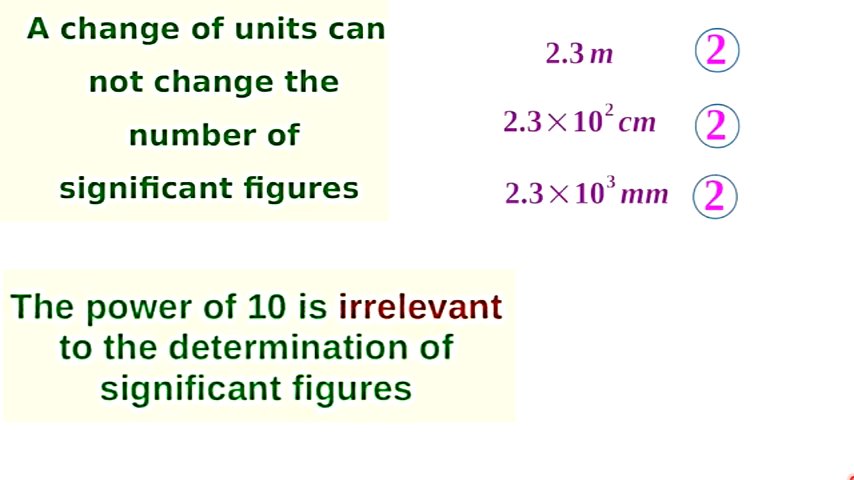 A change of units can
not change the
number of
significant figures
2.3 m 2
2.3×10² cm 2
2.3×10³ mm 2
The power of 10 is irrelevant
to the determination of
significant figures